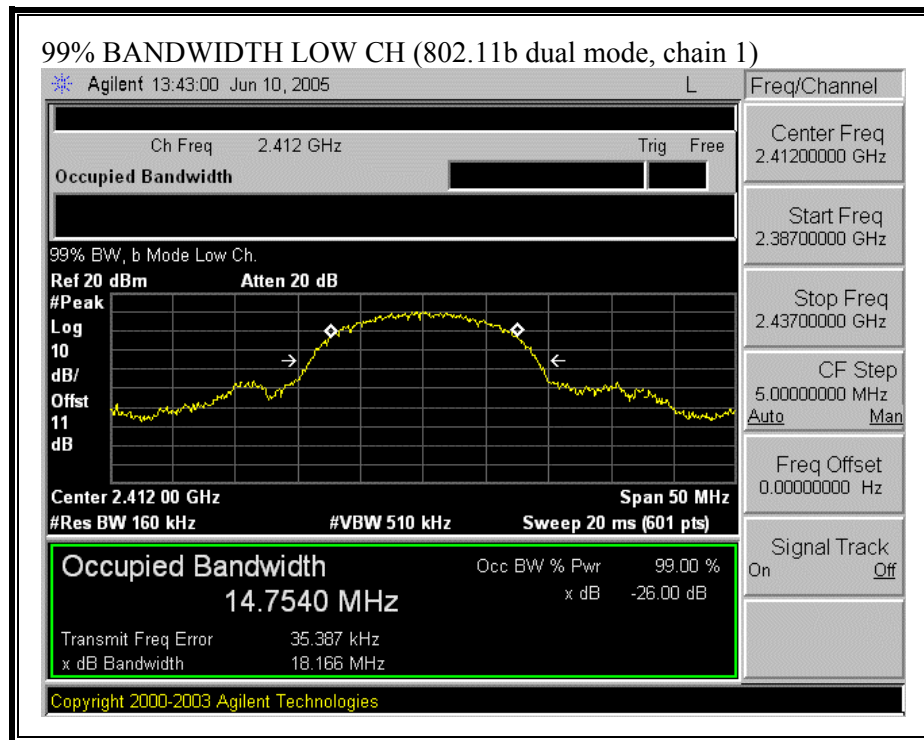 99% BANDWIDTH LOW CH (802.11b dual mode, chain 1)
Agilent 13:43:00 Jun 10, 2005 L
Freq/Channel
Ch Freq 2.412 GHz Trig Free
Occupied Bandwidth
Center Freq
2.41200000 GHz
Start Freq
2.38700000 GHz
Stop Freq
2.43700000 GHz
CF Step
5.00000000 MHz
Auto Man
Freq Offset
0.00000000 Hz
Signal Track
On Off
99% BW, b Mode Low Ch.
Ref 20 dBm Atten 20 dB
#Peak
Log
10
dB/
Offst
11
dB
Center 2.412 00 GHz Span 50 MHz
#Res BW 160 kHz #VBW 510 kHz Sweep 20 ms (601 pts)
Occupied Bandwidth
14.7540 MHz
Occ BW % Pwr 99.00 %
x dB -26.00 dB
Transmit Freq Error 35.387 kHz
x dB Bandwidth 18.166 MHz
Copyright 2000-2003 Agilent Technologies